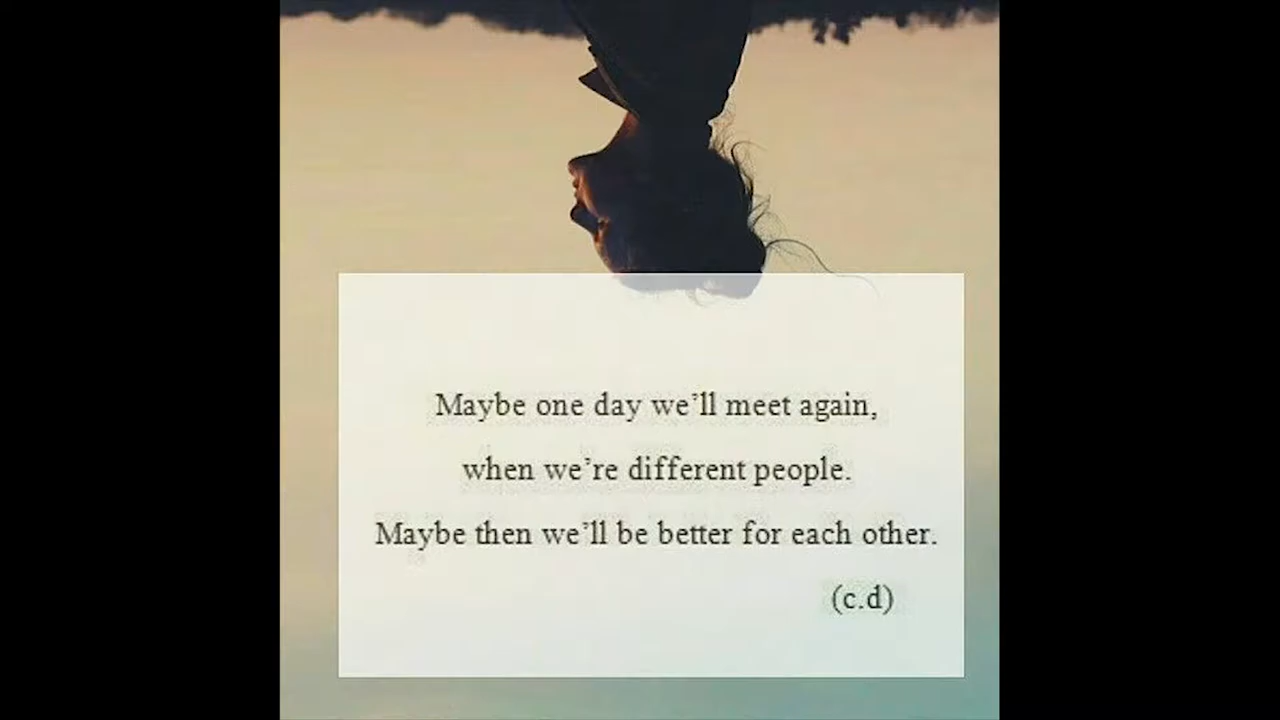 Maybe one day we’ll meet again,
when we’re different people.
Maybe then we’ll be better for each other.
(c.d)